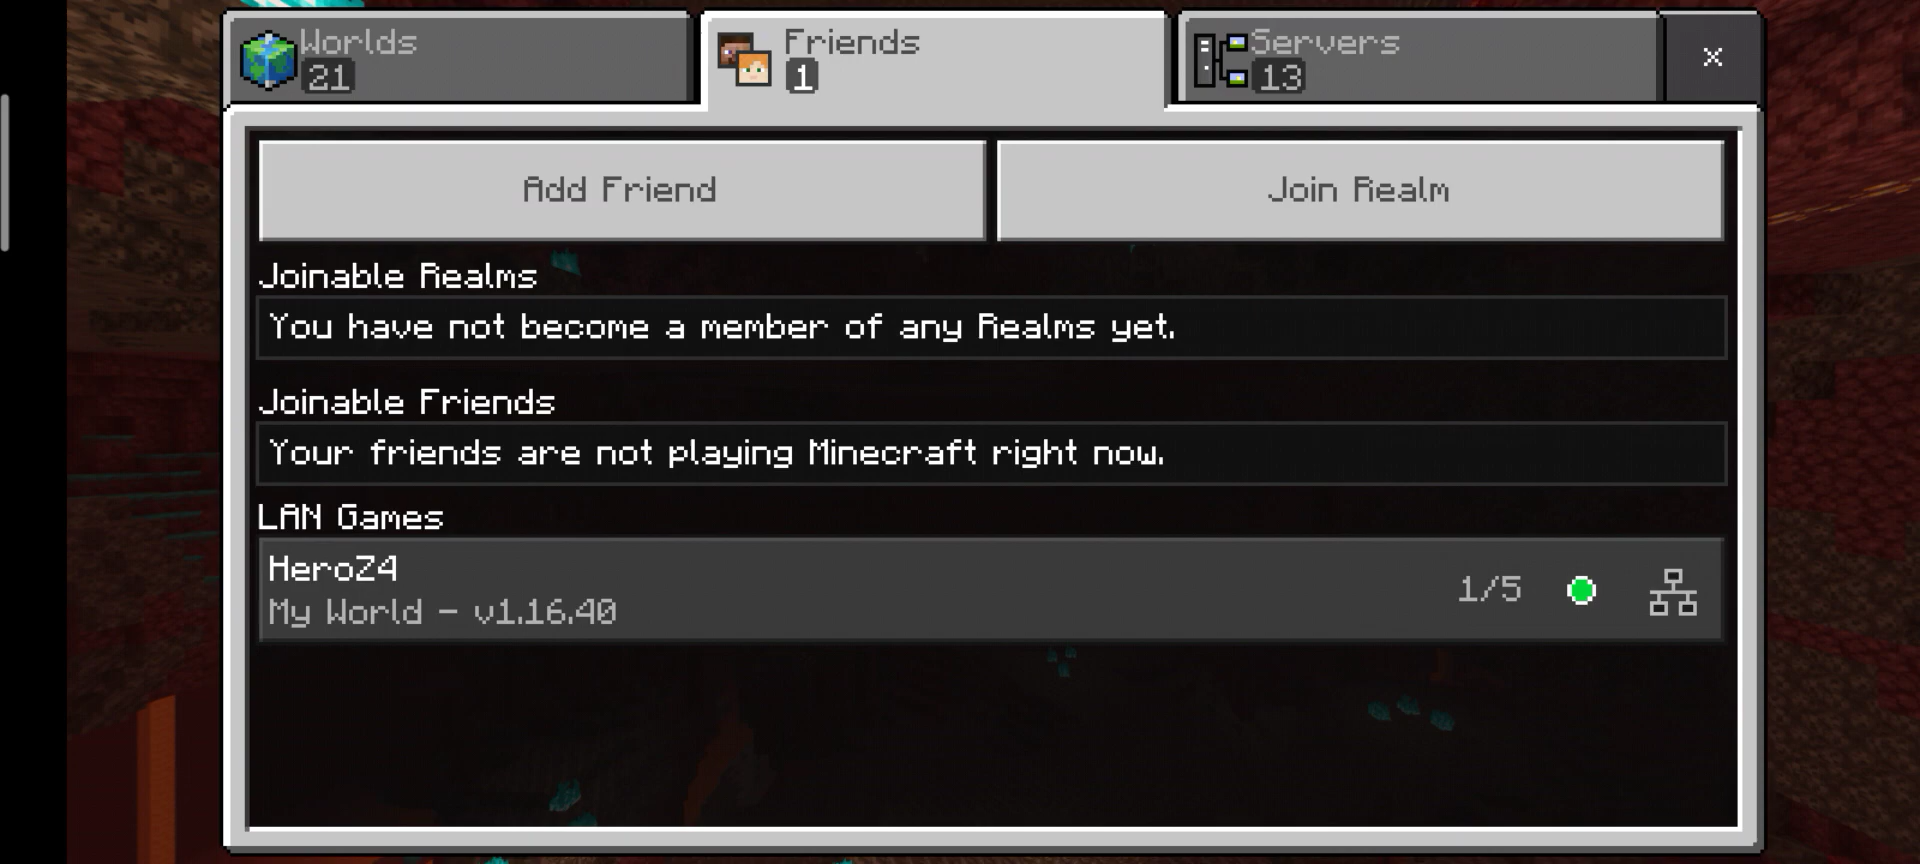 Worlds
21
Friends
1
Servers
13
Add Friend
Join Realm
Joinable Realms
You have not become a member of any Realms yet.
Joinable Friends
Your friends are not playing Minecraft right now.
LAN Games
HeroZ4
1/5
My World - v1.16.40